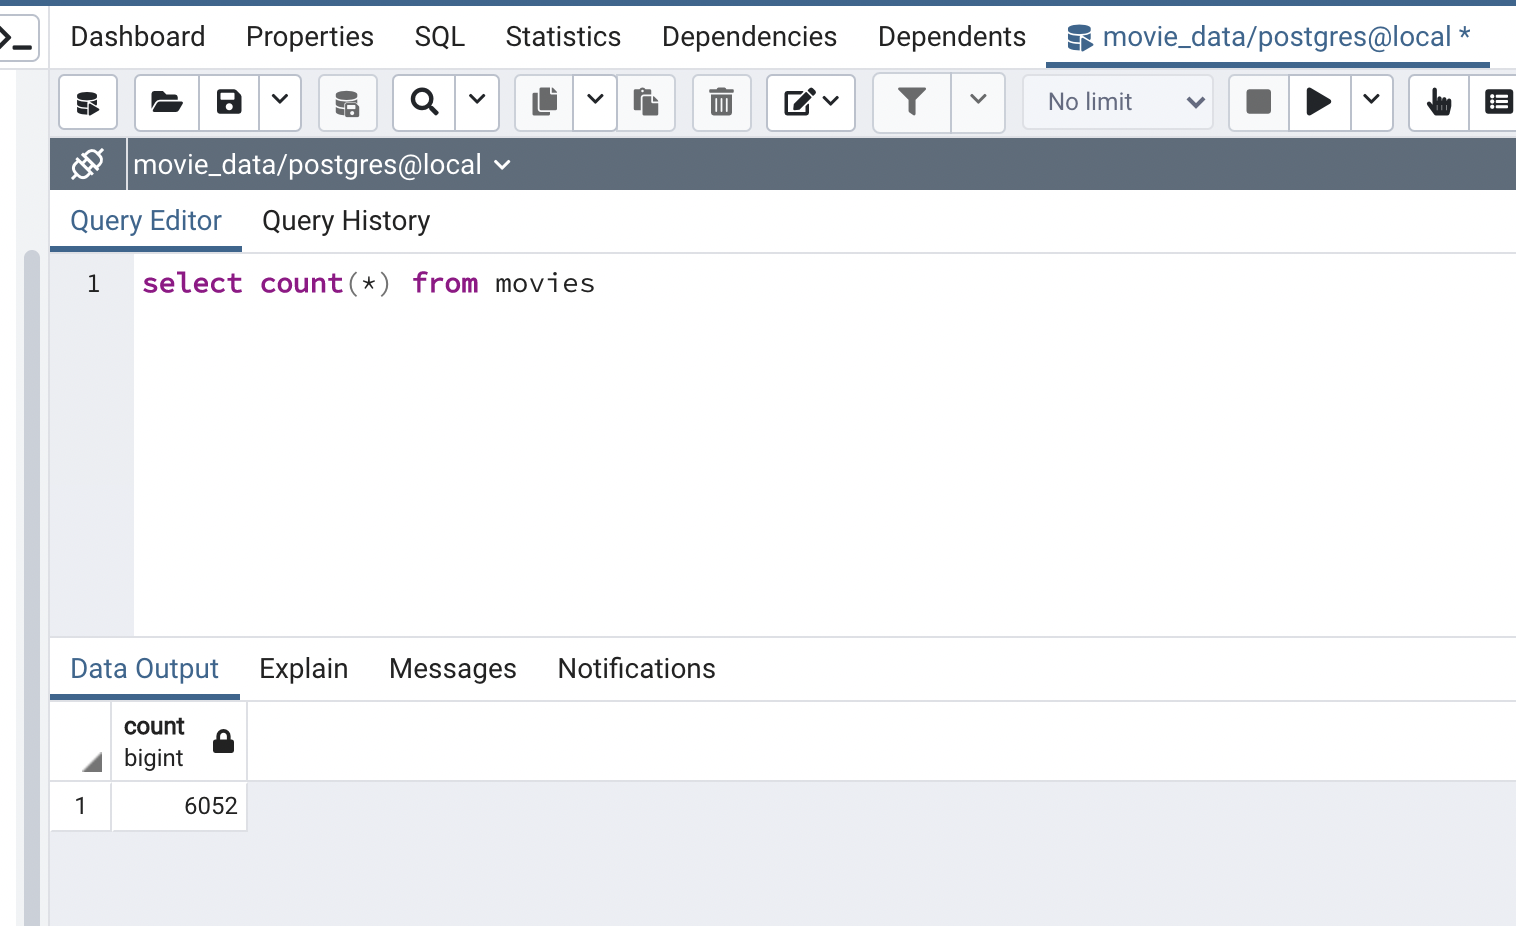 Dashboard Properties SQL Statistics Dependencies Dependents movie_data/postgres@local *
No limit
movie_data/postgres@local
Query Editor Query History
1 select count(*) from movies
Data Output Explain Messages Notifications
count
bigint
1 6052